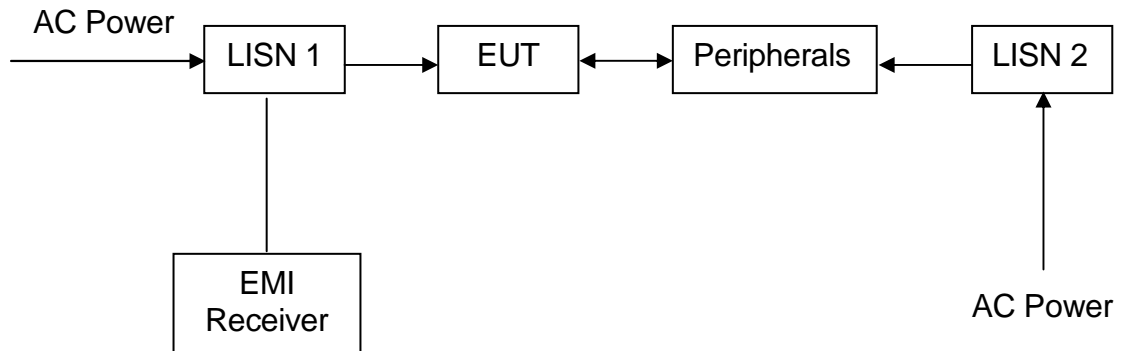 AC Power
LISN 1
EUT
Peripherals
LISN 2
EMI
Receiver
AC Power